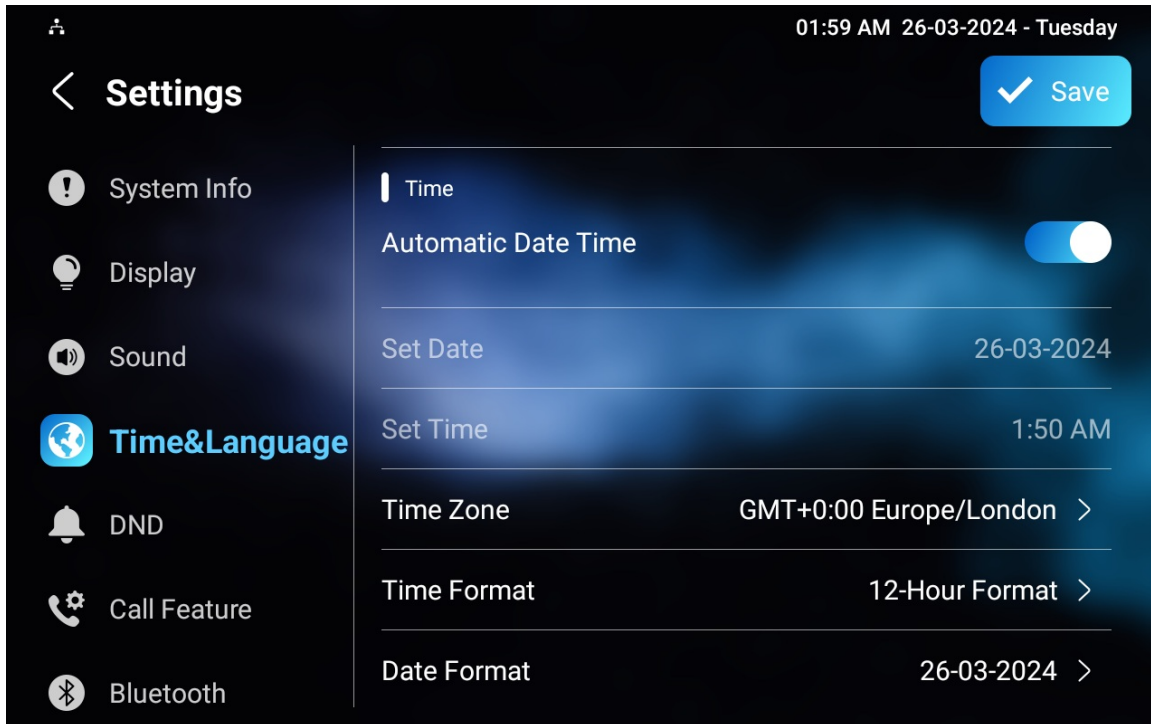 01:59 AM 26-03-2024 - Tuesday
Settings
Save
System Info
Display
Sound
Time&Language
DND
Call Feature
Bluetooth
Time
Automatic Date Time
Set Date 26-03-2024
Set Time 1:50 AM
Time Zone GMT+0:00 Europe/London
Time Format 12-Hour Format
Date Format 26-03-2024